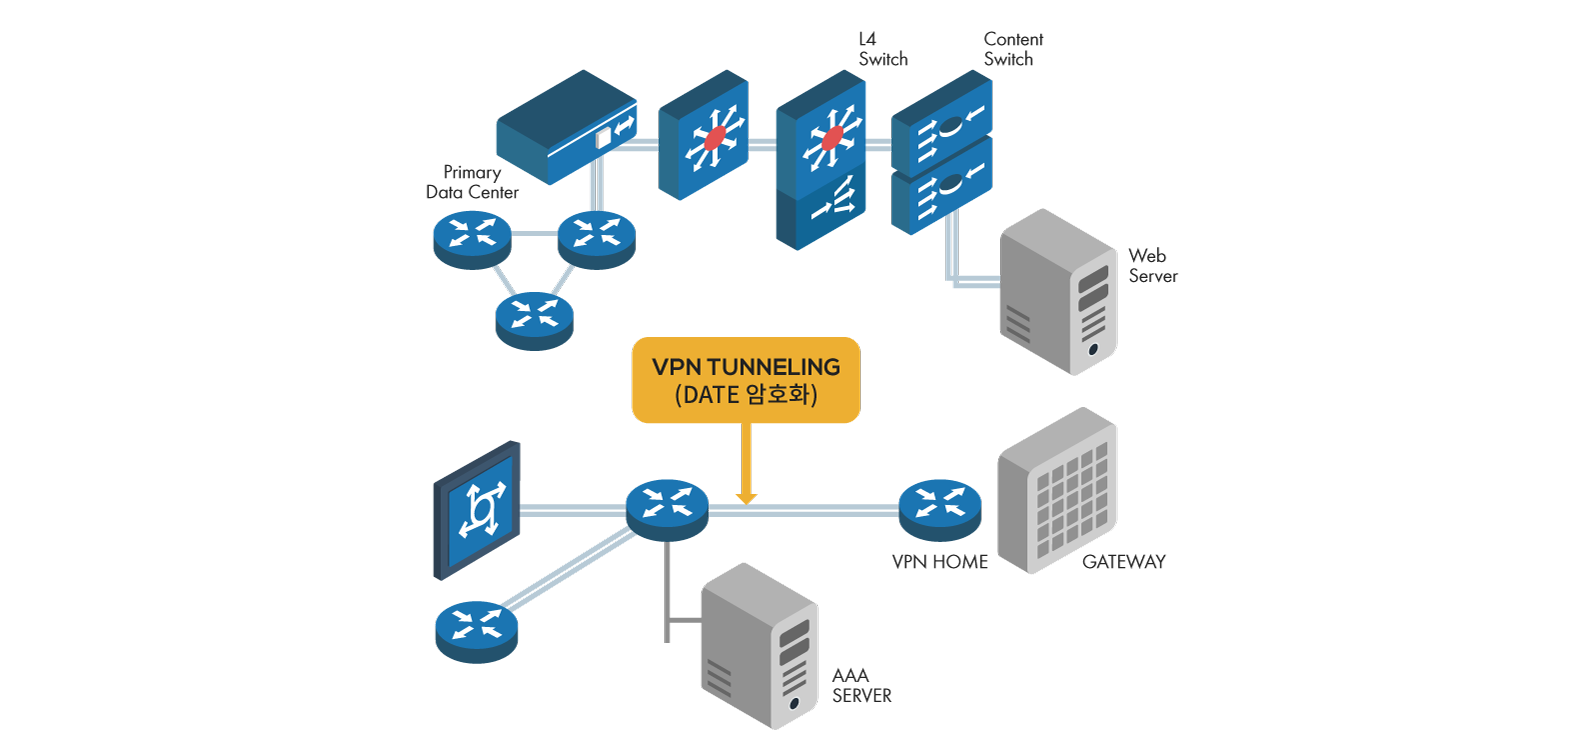 L4
Switch
Content
Switch
Primary
Data Center
Web
Server
VPN TUNNELING
(DATE 암호화)
VPN HOME
GATEWAY
AAA
SERVER